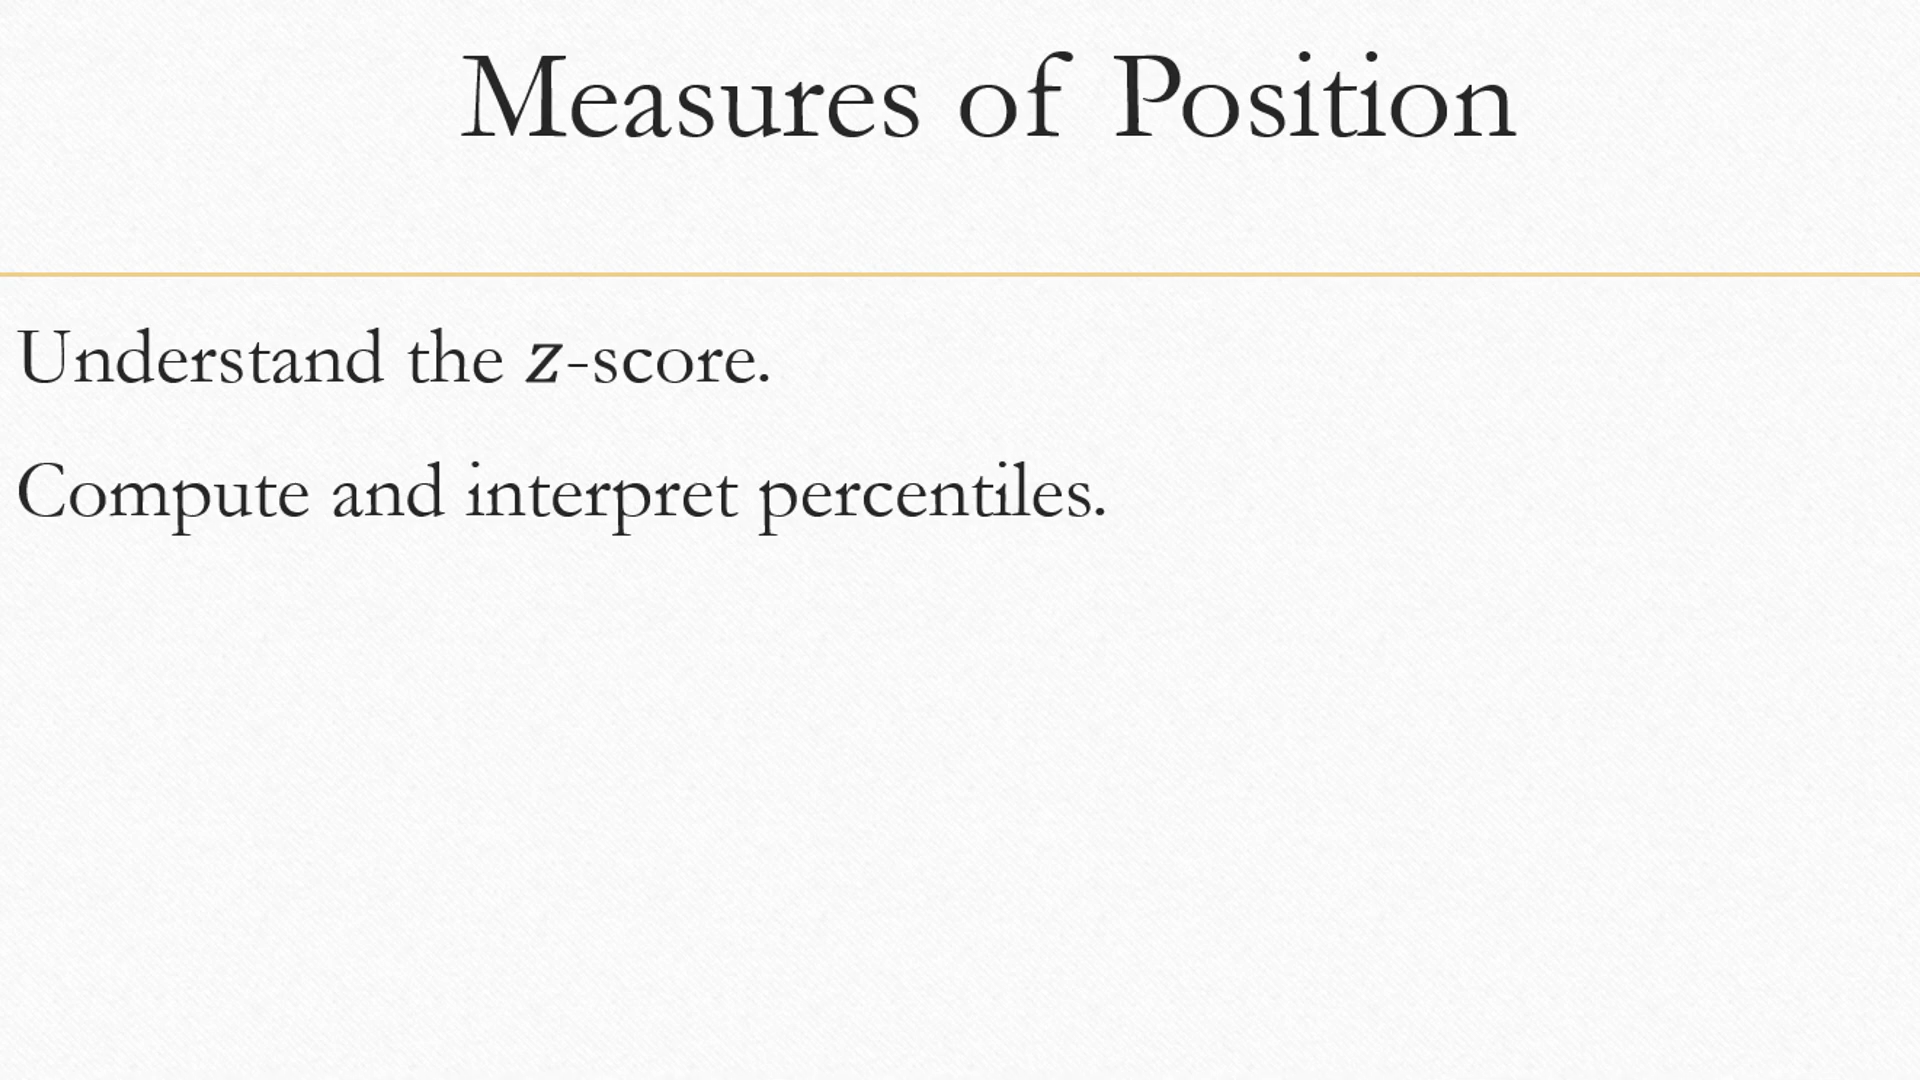 Measures of Position
Understand the z-score.
Compute and interpret percentiles.